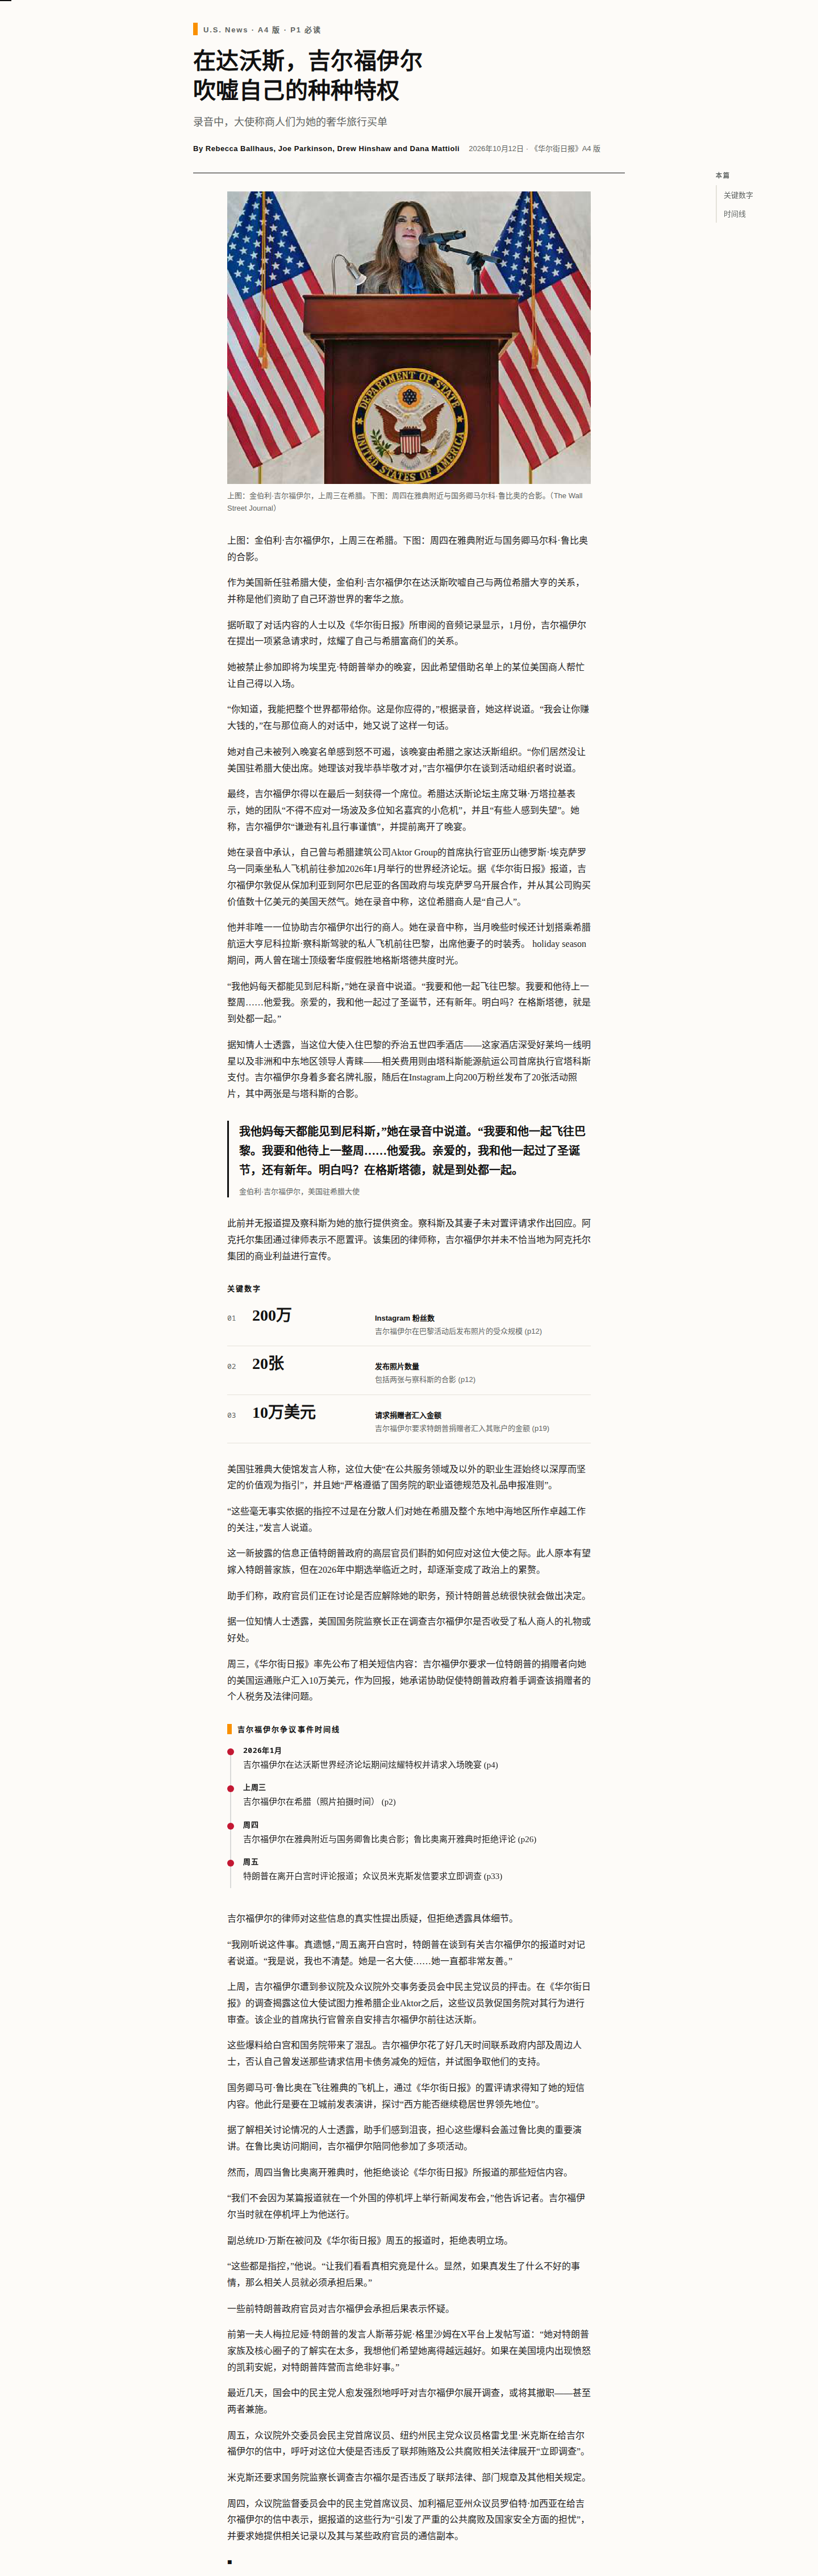 U.S. News · A4 版 · P1 必读
在达沃斯，吉尔福伊尔
吹嘘自己的种种特权
录音中，大使称商人们为她的奢华旅行买单
By Rebecca Ballhaus, Joe Parkinson, Drew Hinshaw and Dana Mattioli 2026年10月12日 · 《华尔街日报》A4 版
本篇
关键数字
时间线
DEPARTMENT OF STATE
UNITED STATES OF AMERICA
上图：金伯利·吉尔福伊尔，上周三在希腊。下图：周四在雅典附近与国务卿马尔科·鲁比奥的合影。（The Wall
Street Journal）
上图：金伯利·吉尔福伊尔，上周三在希腊。下图：周四在雅典附近与国务卿马尔科·鲁比奥
的合影。
作为美国新任驻希腊大使，金伯利·吉尔福伊尔在达沃斯吹嘘自己与两位希腊大亨的关系，
并称是他们资助了自己环游世界的奢华之旅。
据听取了对话内容的人士以及《华尔街日报》所审阅的音频记录显示，1月份，吉尔福伊尔
在提出一项紧急请求时，炫耀了自己与希腊富商们的关系。
她被禁止参加即将为埃里克·特朗普举办的晚宴，因此希望借助名单上的某位美国商人帮忙
让自己得以入场。
“你知道，我能把整个世界都带给你。这是你应得的，”根据录音，她这样说道。“我会让你赚
大钱的，”在与那位商人的对话中，她又说了这样一句话。
她对自己未被列入晚宴名单感到怒不可遏，该晚宴由希腊之家达沃斯组织。“你们居然没让
美国驻希腊大使出席。她理该对我毕恭毕敬才对，”吉尔福伊尔在谈到活动组织者时说道。
最终，吉尔福伊尔得以在最后一刻获得一个席位。希腊达沃斯论坛主席艾琳·万塔拉基表
示，她的团队“不得不应对一场波及多位知名嘉宾的小危机”，并且“有些人感到失望”。她
称，吉尔福伊尔“谦逊有礼且行事谨慎”，并提前离开了晚宴。
她在录音中承认，自己曾与希腊建筑公司Aktor Group的首席执行官亚历山德罗斯·埃克萨罗
乌一同乘坐私人飞机前往参加2026年1月举行的世界经济论坛。据《华尔街日报》报道，吉
尔福伊尔敦促从保加利亚到阿尔巴尼亚的各国政府与埃克萨罗乌开展合作，并从其公司购买
价值数十亿美元的美国天然气。她在录音中称，这位希腊商人是“自己人”。
他并非唯一一位协助吉尔福伊尔出行的商人。她在录音中称，当月晚些时候还计划搭乘希腊
航运大亨尼科拉斯·察科斯驾驶的私人飞机前往巴黎，出席他妻子的时装秀。 holiday season
期间，两人曾在瑞士顶级奢华度假胜地格斯塔德共度时光。
“我他妈每天都能见到尼科斯，”她在录音中说道。“我要和他一起飞往巴黎。我要和他待上一
整周……他爱我。亲爱的，我和他一起过了圣诞节，还有新年。明白吗？在格斯塔德，就是
到处都一起。”
据知情人士透露，当这位大使入住巴黎的乔治五世四季酒店——这家酒店深受好莱坞一线明
星以及非洲和中东地区领导人青睐——相关费用则由塔科斯能源航运公司首席执行官塔科斯
支付。吉尔福伊尔身着多套名牌礼服，随后在Instagram上向200万粉丝发布了20张活动照
片，其中两张是与塔科斯的合影。
我他妈每天都能见到尼科斯，”她在录音中说道。“我要和他一起飞往巴
黎。我要和他待上一整周……他爱我。亲爱的，我和他一起过了圣诞
节，还有新年。明白吗？在格斯塔德，就是到处都一起。
金伯利·吉尔福伊尔，美国驻希腊大使
此前并无报道提及察科斯为她的旅行提供资金。察科斯及其妻子未对置评请求作出回应。阿
克托尔集团通过律师表示不愿置评。该集团的律师称，吉尔福伊尔并未不恰当地为阿克托尔
集团的商业利益进行宣传。
关键数字
01 200万 Instagram 粉丝数
吉尔福伊尔在巴黎活动后发布照片的受众规模 (p12)
02 20张 发布照片数量
包括两张与察科斯的合影 (p12)
03 10万美元 请求捐赠者汇入金额
吉尔福伊尔要求特朗普捐赠者汇入其账户的金额 (p19)
美国驻雅典大使馆发言人称，这位大使“在公共服务领域及以外的职业生涯始终以深厚而坚
定的价值观为指引”，并且她“严格遵循了国务院的职业道德规范及礼品申报准则”。
“这些毫无事实依据的指控不过是在分散人们对她在希腊及整个东地中海地区所作卓越工作
的关注，”发言人说道。
这一新披露的信息正值特朗普政府的高层官员们斟酌如何应对这位大使之际。此人原本有望
嫁入特朗普家族，但在2026年中期选举临近之时，却逐渐变成了政治上的累赘。
助手们称，政府官员们正在讨论是否应解除她的职务，预计特朗普总统很快就会做出决定。
据一位知情人士透露，美国国务院监察长正在调查吉尔福伊尔是否收受了私人商人的礼物或
好处。
周三，《华尔街日报》率先公布了相关短信内容：吉尔福伊尔要求一位特朗普的捐赠者向她
的美国运通账户汇入10万美元，作为回报，她承诺协助促使特朗普政府着手调查该捐赠者的
个人税务及法律问题。
吉尔福伊尔争议事件时间线
2026年1月
吉尔福伊尔在达沃斯世界经济论坛期间炫耀特权并请求入场晚宴 (p4)
上周三
吉尔福伊尔在希腊（照片拍摄时间） (p2)
周四
吉尔福伊尔在雅典附近与国务卿鲁比奥合影；鲁比奥离开雅典时拒绝评论 (p26)
周五
特朗普在离开白宫时评论报道；众议员米克斯发信要求立即调查 (p33)
吉尔福伊尔的律师对这些信息的真实性提出质疑，但拒绝透露具体细节。
“我刚听说这件事。真遗憾，”周五离开白宫时，特朗普在谈到有关吉尔福伊尔的报道时对记
者说道。“我是说，我也不清楚。她是一名大使……她一直都非常友善。”
上周，吉尔福伊尔遭到参议院及众议院外交事务委员会中民主党议员的抨击。在《华尔街日
报》的调查揭露这位大使试图力推希腊企业Aktor之后，这些议员敦促国务院对其行为进行
审查。该企业的首席执行官曾亲自安排吉尔福伊尔前往达沃斯。
这些爆料给白宫和国务院带来了混乱。吉尔福伊尔花了好几天时间联系政府内部及周边人
士，否认自己曾发送那些请求信用卡债务减免的短信，并试图争取他们的支持。
国务卿马可·鲁比奥在飞往雅典的飞机上，通过《华尔街日报》的置评请求得知了她的短信
内容。他此行是要在卫城前发表演讲，探讨“西方能否继续稳居世界领先地位”。
据了解相关讨论情况的人士透露，助手们感到沮丧，担心这些爆料会盖过鲁比奥的重要演
讲。在鲁比奥访问期间，吉尔福伊尔陪同他参加了多项活动。
然而，周四当鲁比奥离开雅典时，他拒绝谈论《华尔街日报》所报道的那些短信内容。
“我们不会因为某篇报道就在一个外国的停机坪上举行新闻发布会，”他告诉记者。吉尔福伊
尔当时就在停机坪上为他送行。
副总统JD·万斯在被问及《华尔街日报》周五的报道时，拒绝表明立场。
“这些都是指控，”他说。“让我们看看真相究竟是什么。显然，如果真发生了什么不好的事
情，那么相关人员就必须承担后果。”
一些前特朗普政府官员对吉尔福伊会承担后果表示怀疑。
前第一夫人梅拉尼娅·特朗普的发言人斯蒂芬妮·格里沙姆在X平台上发帖写道：“她对特朗普
家族及核心圈子的了解实在太多，我想他们希望她离得越远越好。如果在美国境内出现愤怒
的凯莉安妮，对特朗普阵营而言绝非好事。”
最近几天，国会中的民主党人愈发强烈地呼吁对吉尔福伊尔展开调查，或将其撤职——甚至
两者兼施。
周五，众议院外交委员会民主党首席议员、纽约州民主党众议员格雷戈里·米克斯在给吉尔
福伊尔的信中，呼吁对这位大使是否违反了联邦贿赂及公共腐败相关法律展开“立即调查”。
米克斯还要求国务院监察长调查吉尔福尔是否违反了联邦法律、部门规章及其他相关规定。
周四，众议院监督委员会中的民主党首席议员、加利福尼亚州众议员罗伯特·加西亚在给吉
尔福伊尔的信中表示，据报道的这些行为“引发了严重的公共腐败及国家安全方面的担忧”，
并要求她提供相关记录以及其与某些政府官员的通信副本。